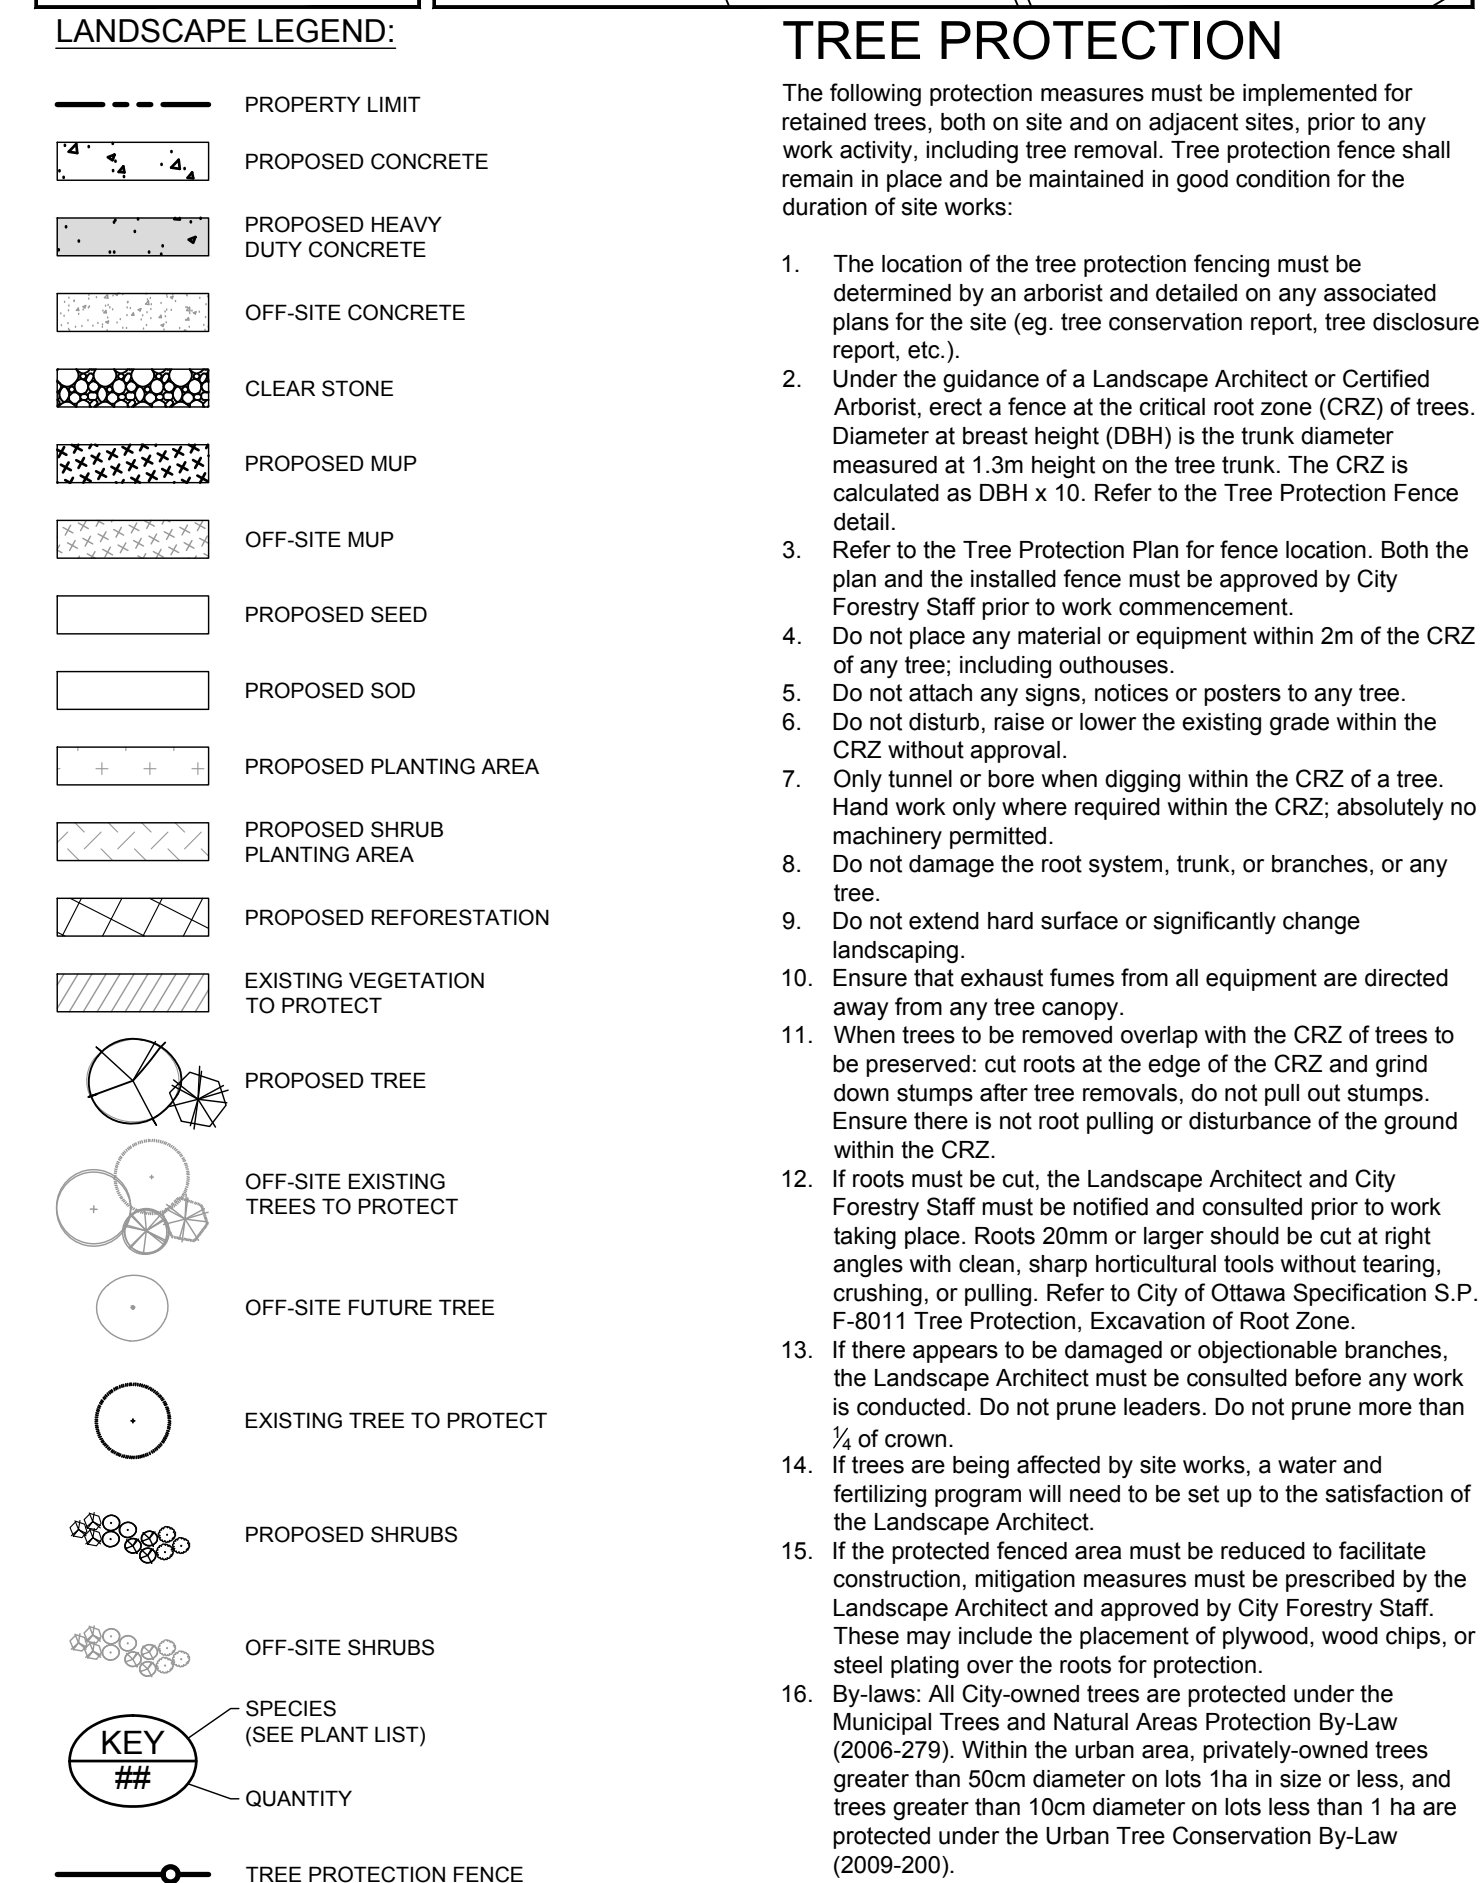 LANDSCAPE LEGEND:
PROPERTY LIMIT
PROPOSED CONCRETE
PROPOSED HEAVY
DUTY CONCRETE
OFF-SITE CONCRETE
CLEAR STONE
PROPOSED MUP
OFF-SITE MUP
PROPOSED SEED
PROPOSED SOD
PROPOSED PLANTING AREA
PROPOSED SHRUB
PLANTING AREA
PROPOSED REFORESTATION
EXISTING VEGETATION
TO PROTECT
PROPOSED TREE
OFF-SITE EXISTING
TREES TO PROTECT
OFF-SITE FUTURE TREE
EXISTING TREE TO PROTECT
PROPOSED SHRUBS
OFF-SITE SHRUBS
SPECIES
(SEE PLANT LIST)
KEY
##
QUANTITY
TREE PROTECTION FENCE
TREE PROTECTION
The following protection measures must be implemented for
retained trees, both on site and on adjacent sites, prior to any
work activity, including tree removal. Tree protection fence shall
remain in place and be maintained in good condition for the
duration of site works:
1. The location of the tree protection fencing must be
determined by an arborist and detailed on any associated
plans for the site (eg. tree conservation report, tree disclosure
report, etc.).
2. Under the guidance of a Landscape Architect or Certified
Arborist, erect a fence at the critical root zone (CRZ) of trees.
Diameter at breast height (DBH) is the trunk diameter
measured at 1.3m height on the tree trunk. The CRZ is
calculated as DBH x 10. Refer to the Tree Protection Fence
detail.
3. Refer to the Tree Protection Plan for fence location. Both the
plan and the installed fence must be approved by City
Forestry Staff prior to work commencement.
4. Do not place any material or equipment within 2m of the CRZ
of any tree; including outhouses.
5. Do not attach any signs, notices or posters to any tree.
6. Do not disturb, raise or lower the existing grade within the
CRZ without approval.
7. Only tunnel or bore when digging within the CRZ of a tree.
Hand work only where required within the CRZ; absolutely no
machinery permitted.
8. Do not damage the root system, trunk, or branches, or any
tree.
9. Do not extend hard surface or significantly change
landscaping.
10. Ensure that exhaust fumes from all equipment are directed
away from any tree canopy.
11. When trees to be removed overlap with the CRZ of trees to
be preserved: cut roots at the edge of the CRZ and grind
down stumps after tree removals, do not pull out stumps.
Ensure there is not root pulling or disturbance of the ground
within the CRZ.
12. If roots must be cut, the Landscape Architect and City
Forestry Staff must be notified and consulted prior to work
taking place. Roots 20mm or larger should be cut at right
angles with clean, sharp horticultural tools without tearing,
crushing, or pulling. Refer to City of Ottawa Specification S.P.
F-8011 Tree Protection, Excavation of Root Zone.
13. If there appears to be damaged or objectionable branches,
the Landscape Architect must be consulted before any work
is conducted. Do not prune leaders. Do not prune more than
¼ of crown.
14. If trees are being affected by site works, a water and
fertilizing program will need to be set up to the satisfaction of
the Landscape Architect.
15. If the protected fenced area must be reduced to facilitate
construction, mitigation measures must be prescribed by the
Landscape Architect and approved by City Forestry Staff.
These may include the placement of plywood, wood chips, or
steel plating over the roots for protection.
16. By-laws: All City-owned trees are protected under the
Municipal Trees and Natural Areas Protection By-Law
(2006-279). Within the urban area, privately-owned trees
greater than 50cm diameter on lots 1ha in size or less, and
trees greater than 10cm diameter on lots less than 1 ha are
protected under the Urban Tree Conservation By-Law
(2009-200).